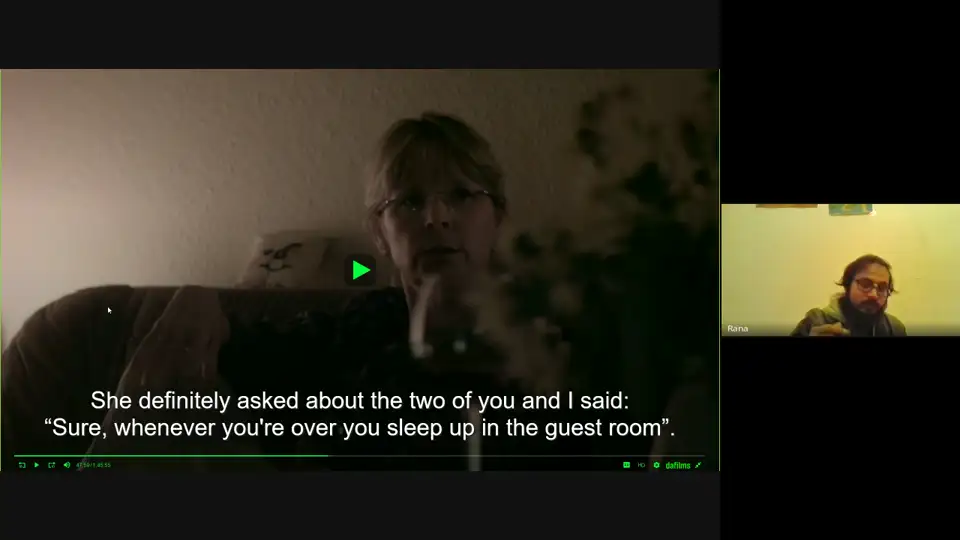 She definitely asked about the two of you and I said:
“Sure, whenever you're over you sleep up in the guest room”.
HD
dafilms
Rana